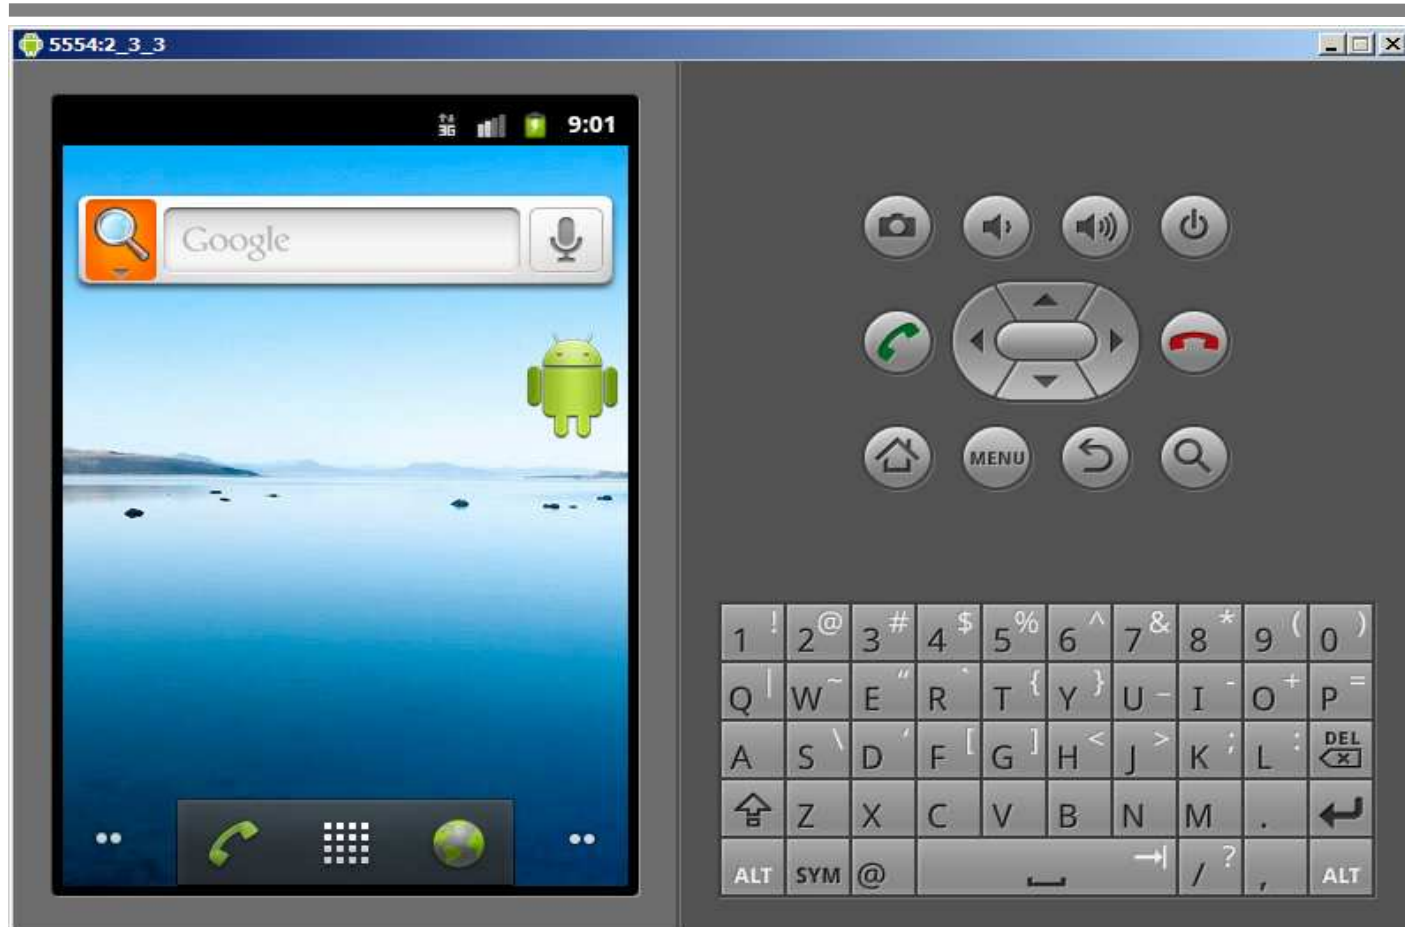 5554:2_3_3
3G 9:01
Google
MENU
1 ! 2 @ 3 # 4 $ 5 % 6 ^ 7 & 8 * 9 ( 0 )
Q | W ~ E " R ` T { Y } U _ I - O + P =
A S \ D ' F [ G ] H < J > K ; L : DEL
Z X C V B N M .
ALT SYM @ / ? , ALT